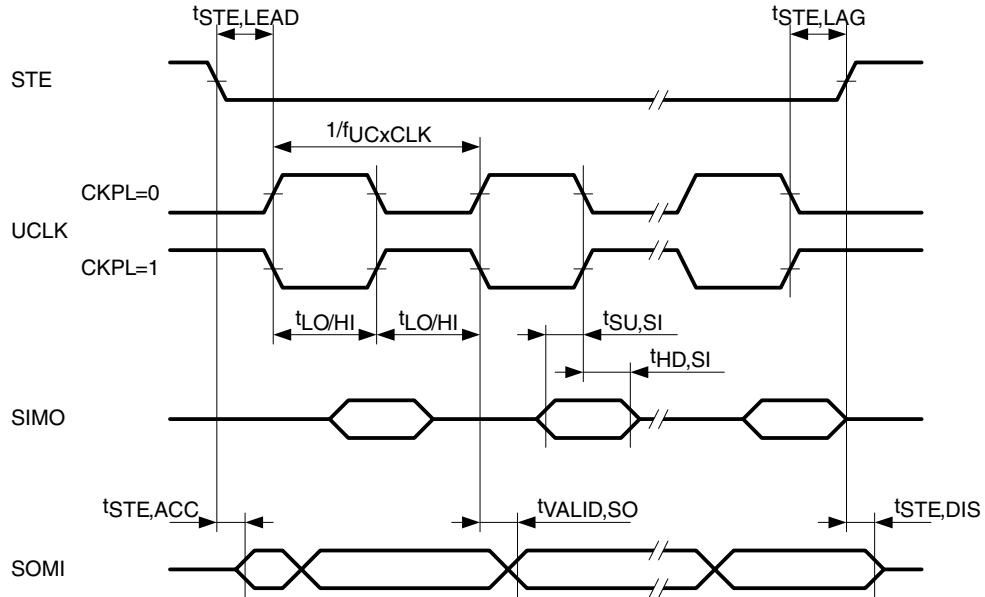 tSTE,LEAD
tSTE,LAG
STE
1/fUCxCLK
CKPL=0
UCLK
CKPL=1
tLO/HI
tLO/HI
tSU,SI
tHD,SI
SIMO
tSTE,ACC
tVALID,SO
tSTE,DIS
SOMI